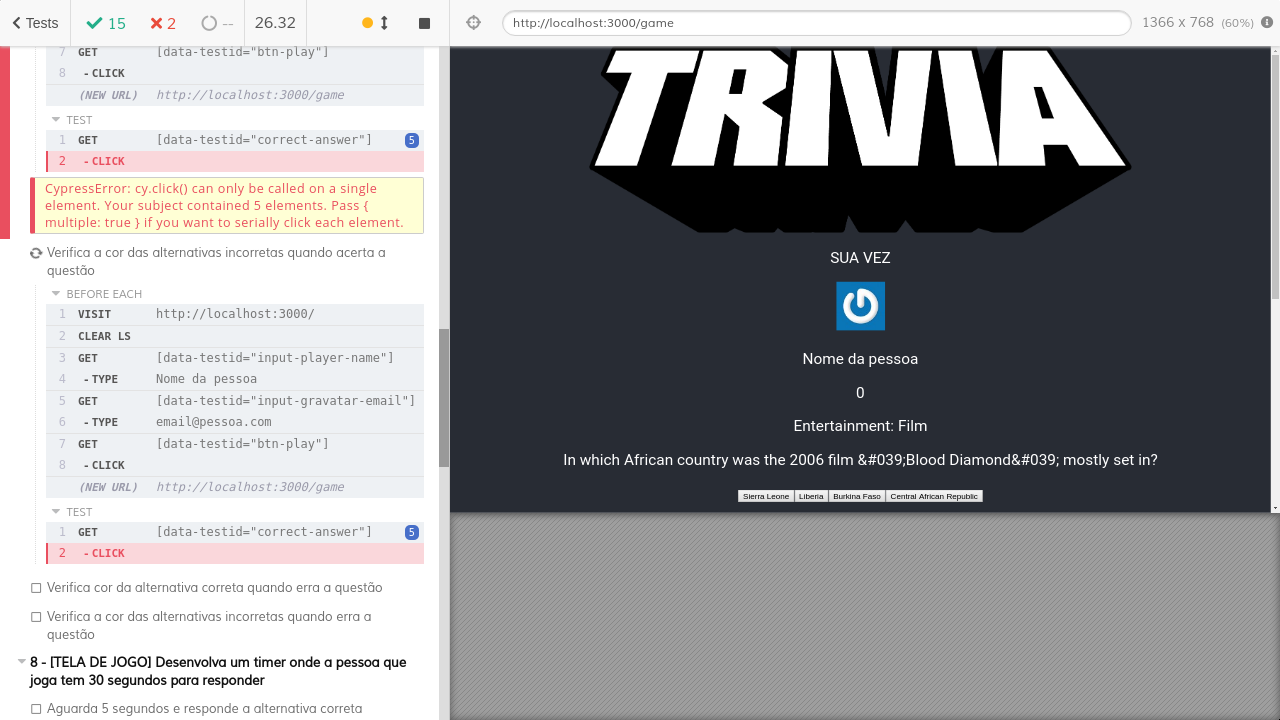 Tests
15
2
--
26.32
http://localhost:3000/game
1366 x 768 (60%)
7 GET [data-testid="btn-play"]
8 -CLICK
(NEW URL) http://localhost:3000/game
TEST
1 GET [data-testid="correct-answer"] 5
2 -CLICK
CypressError: cy.click() can only be called on a single
element. Your subject contained 5 elements. Pass {
multiple: true } if you want to serially click each element.
Verifica a cor das alternativas incorretas quando acerta a
questão
BEFORE EACH
1 VISIT http://localhost:3000/
2 CLEAR LS
3 GET [data-testid="input-player-name"]
4 -TYPE Nome da pessoa
5 GET [data-testid="input-gravatar-email"]
6 -TYPE email@pessoa.com
7 GET [data-testid="btn-play"]
8 -CLICK
(NEW URL) http://localhost:3000/game
TEST
1 GET [data-testid="correct-answer"] 5
2 -CLICK
Verifica cor da alternativa correta quando erra a questão
Verifica a cor das alternativas incorretas quando erra a
questão
8 - [TELA DE JOGO] Desenvolva um timer onde a pessoa que
joga tem 30 segundos para responder
Aguarda 5 segundos e responde a alternativa correta
TRIVIA
SUA VEZ
Nome da pessoa
0
Entertainment: Film
In which African country was the 2006 film &#039;Blood Diamond&#039; mostly set in?
Sierra Leone Liberia Burkina Faso Central African Republic